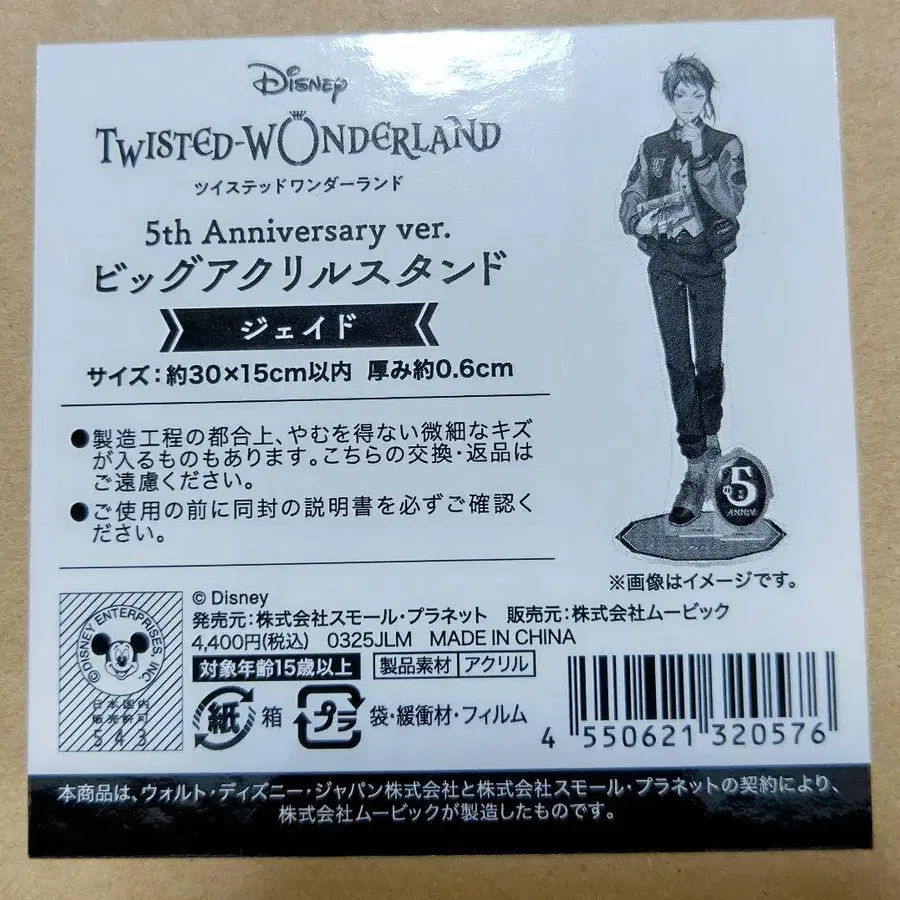 Disney
TWISTED-WONDERLAND
ツイステッドワンダーランド
5th Anniversary ver.
ビッグアクリルスタンド
ジェイド
サイズ:約30×15cm以内 厚み約0.6cm
●製造工程の都合上、やむを得ない微細なキズ
が入るものもあります。こちらの交換・返品は
ご遠慮ください。
●ご使用の前に同封の説明書を必ずご確認く
ださい。
5
ANNIV.
※画像はイメージです。
©DISNEY ENTERPRISES INC.
日本国内
販売許可
543
© Disney
発売元:株式会社スモール・プラネット 販売元:株式会社ムービック
4,400円(税込) 0325JLM MADE IN CHINA
対象年齢15歳以上 製品素材 アクリル
紙 箱 プラ 袋・緩衝材・フィルム
4 550621 320576
本商品は、ウォルト・ディズニー・ジャパン株式会社と株式会社スモール・プラネットの契約により、
株式会社ムービックが製造したものです。